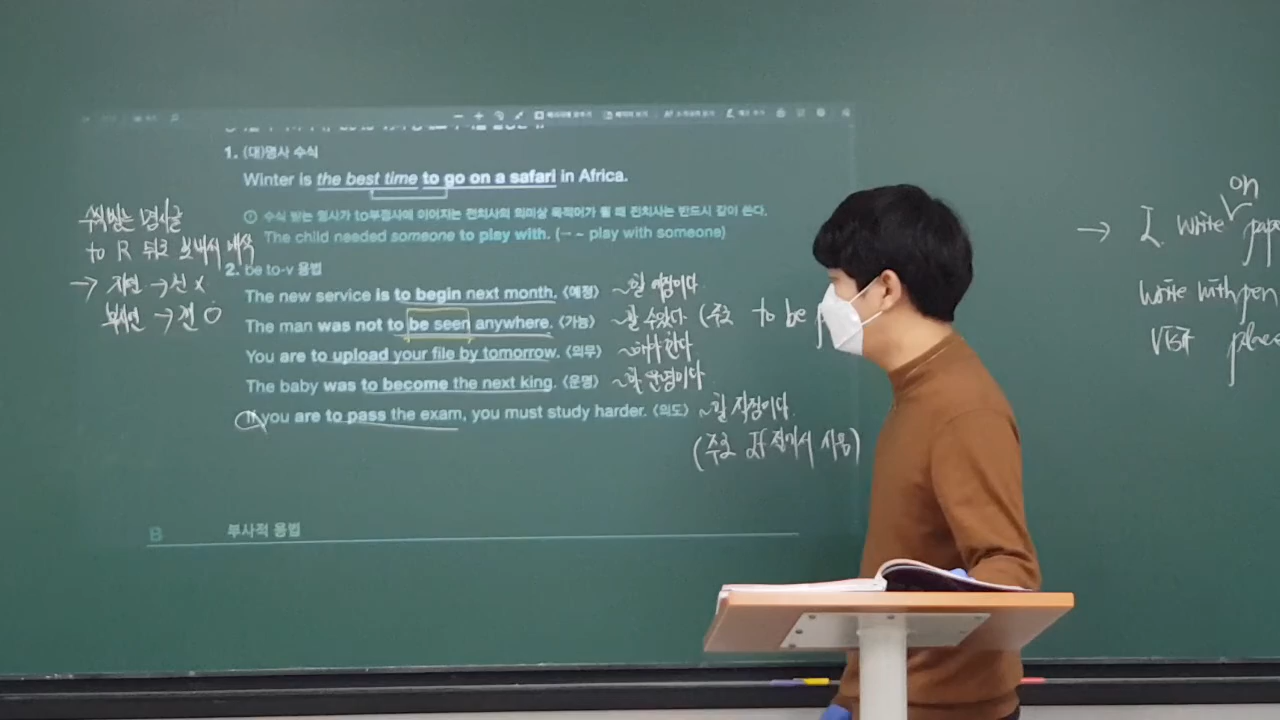 1. (대)명사 수식
Winter is the best time to go on a safari in Africa.
① 수식 받는 명사가 to부정사에 이어지는 전치사의 의미상 목적어가 될 때 전치사는 반드시 같이 쓴다.
The child needed someone to play with. (← ~ play with someone)
2. be to-v 용법
The new service is to begin next month. 〈예정〉 ~할 예정이다
The man was not to be seen anywhere. 〈가능〉 ~할 수있다 (주로 to be p
You are to upload your file by tomorrow. 〈의무〉 ~해야 한다
The baby was to become the next king. 〈운명〉 ~할 운명이다
If you are to pass the exam, you must study harder. 〈의도〉 ~할 작정이다.
(주로 if절에서 사용)
B 부사적 용법
수식받는 명사를
to R 뒤로 보내서 해석
→ 자연 → 전 X
부자연 → 전 O
on
→ I write pape
write with pen
visit place